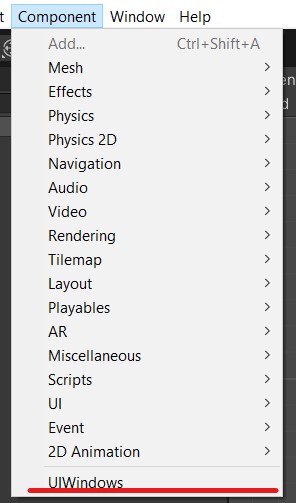 t Component Window Help
Add... Ctrl+Shift+A
Mesh
Effects
Physics
Physics 2D
Navigation
Audio
Video
Rendering
Tilemap
Layout
Playables
AR
Miscellaneous
Scripts
UI
Event
2D Animation
UIWindows
en
d